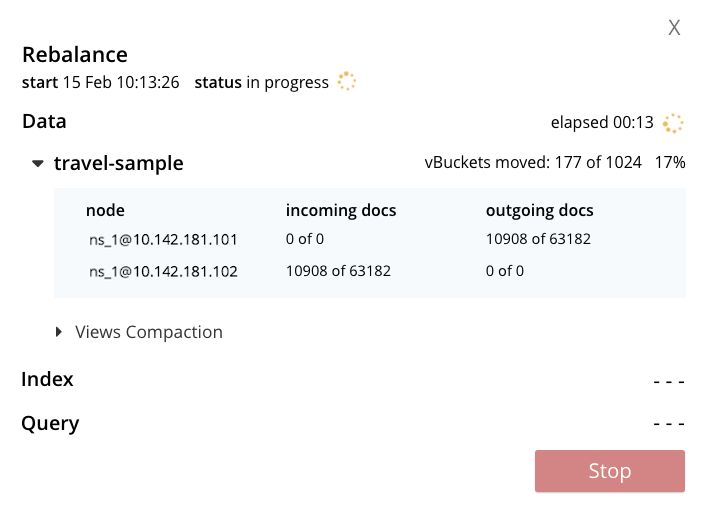 X
Rebalance
start 15 Feb 10:13:26 status in progress
Data elapsed 00:13
travel-sample vBuckets moved: 177 of 1024 17%
node incoming docs outgoing docs
ns_1@10.142.181.101 0 of 0 10908 of 63182
ns_1@10.142.181.102 10908 of 63182 0 of 0
Views Compaction
Index - - -
Query - - -
Stop